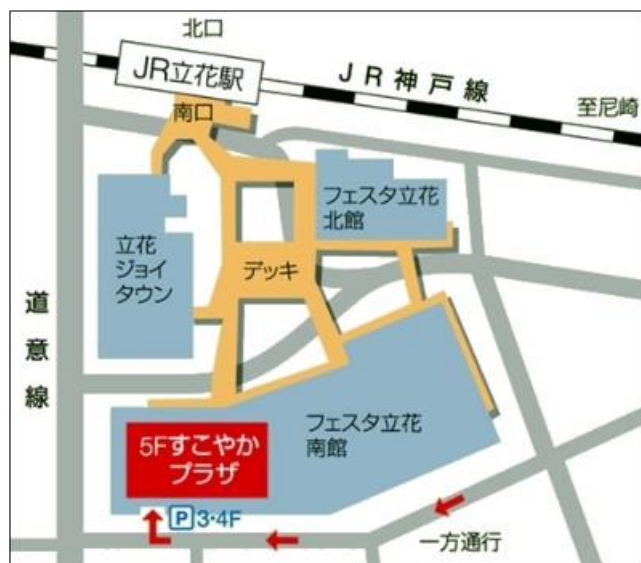 北口
JR立花駅
JR神戸線
至尼崎
南口
フェスタ立花
北館
立花
ジョイ
タウン
デッキ
道意線
フェスタ立花
南館
5Fすこやか
プラザ
P 3・4F
一方通行